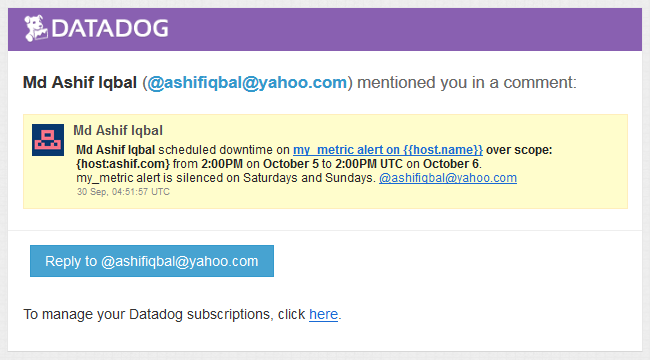 DATADOG
Md Ashif Iqbal (@ashifiqbal@yahoo.com) mentioned you in a comment:
Md Ashif Iqbal
Md Ashif Iqbal scheduled downtime on my_metric alert on {{host.name}} over scope:
{host:ashif.com} from 2:00PM on October 5 to 2:00PM UTC on October 6.
my_metric alert is silenced on Saturdays and Sundays. @ashifiqbal@yahoo.com
30 Sep, 04:51:57 UTC
Reply to @ashifiqbal@yahoo.com
To manage your Datadog subscriptions, click here.